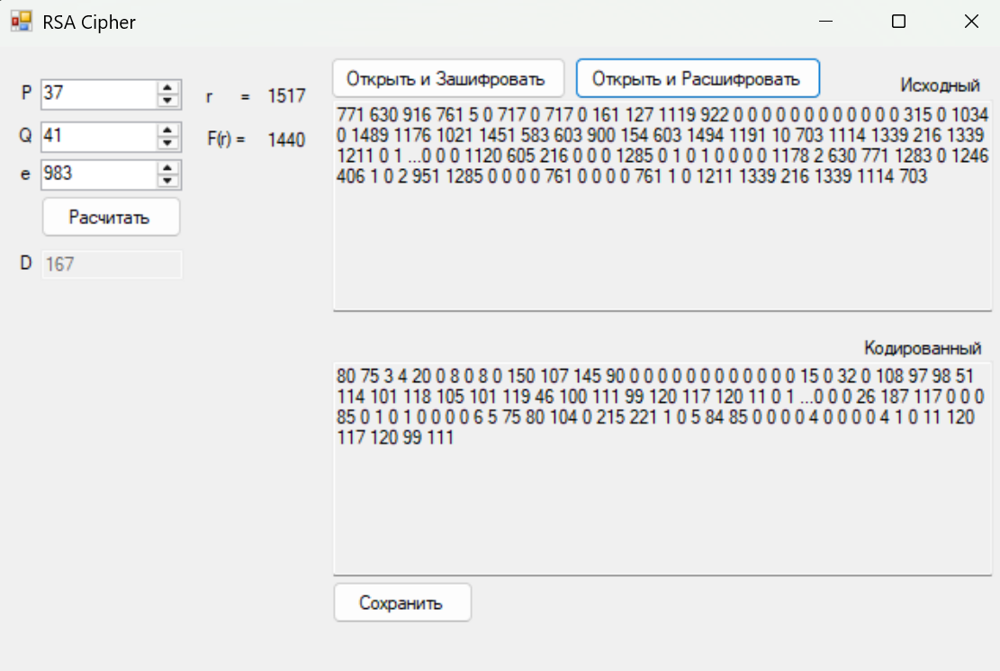 RSA Cipher
P 37
Q 41
e 983
r = 1517
F(r) = 1440
Расчитать
D 167
Открыть и Зашифровать
Открыть и Расшифровать
Исходный
771 630 916 761 5 0 717 0 717 0 161 127 1119 922 0 0 0 0 0 0 0 0 0 0 0 0 315 0 1034
0 1489 1176 1021 1451 583 603 900 154 603 1494 1191 10 703 1114 1339 216 1339
1211 0 1 ...0 0 0 1120 605 216 0 0 0 1285 0 1 0 1 0 0 0 0 1178 2 630 771 1283 0 1246
406 1 0 2 951 1285 0 0 0 0 761 0 0 0 0 761 1 0 1211 1339 216 1339 1114 703
Кодированный
80 75 3 4 20 0 8 0 8 0 150 107 145 90 0 0 0 0 0 0 0 0 0 0 0 0 15 0 32 0 108 97 98 51
114 101 118 105 101 119 46 100 111 99 120 117 120 11 0 1 ...0 0 0 26 187 117 0 0 0
85 0 1 0 1 0 0 0 0 6 5 75 80 104 0 215 221 1 0 5 84 85 0 0 0 0 4 0 0 0 0 4 1 0 11 120
117 120 99 111
Сохранить